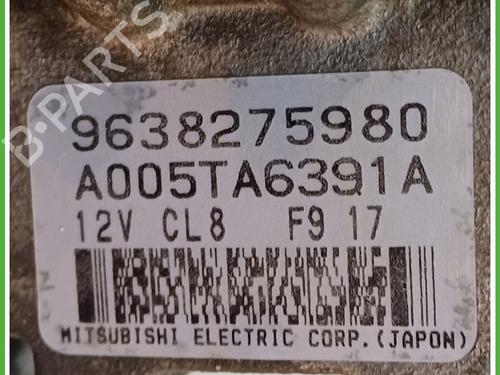 B-PARTS
9638275980
A005TA6391A
12V CL8 F9 17
MITSUBISHI ELECTRIC CORP.(JAPON)